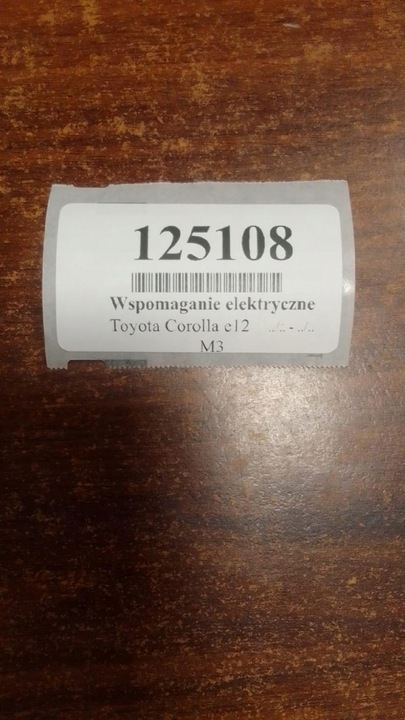 125108
Wspomaganie elektryczne
Toyota Corolla e12 ../.. - ../..
M3